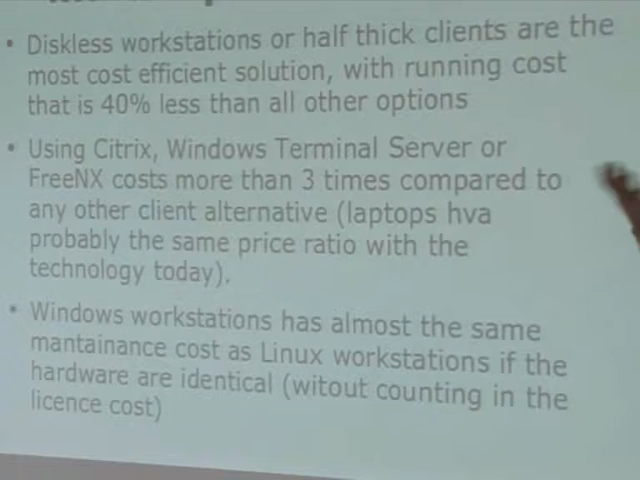 • Diskless workstations or half thick clients are the
most cost efficient solution, with running cost
that is 40% less than all other options
• Using Citrix, Windows Terminal Server or
FreeNX costs more than 3 times compared to
any other client alternative (laptops hva
probably the same price ratio with the
technology today).
• Windows workstations has almost the same
mantainance cost as Linux workstations if the
hardware are identical (witout counting in the
licence cost)